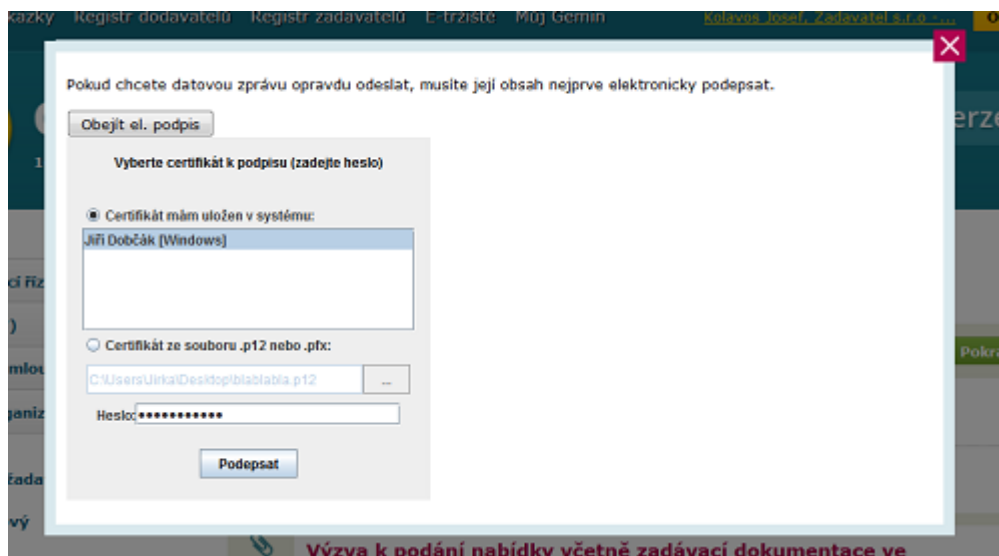 Registr dodavatelů Registr zadavatelů E-tržiště Můj Gemin Kolavos Josef, Zadavatel s.r.o -...
Pokud chcete datovou zprávu opravdu odeslat, musíte její obsah nejprve elektronicky podepsat.
Obejít el. podpis
Vyberte certifikát k podpisu (zadejte heslo)
1
Certifikát mám uložen v systému:
Jiří Dobčák [Windows]
)
Certifikát ze souboru .p12 nebo .pfx:
C:\Users\Jirka\Desktop\blablabla.p12 ...
Heslo:
Podepsat
vý
Výzva k podání nabídky včetně zadávací dokumentace ve